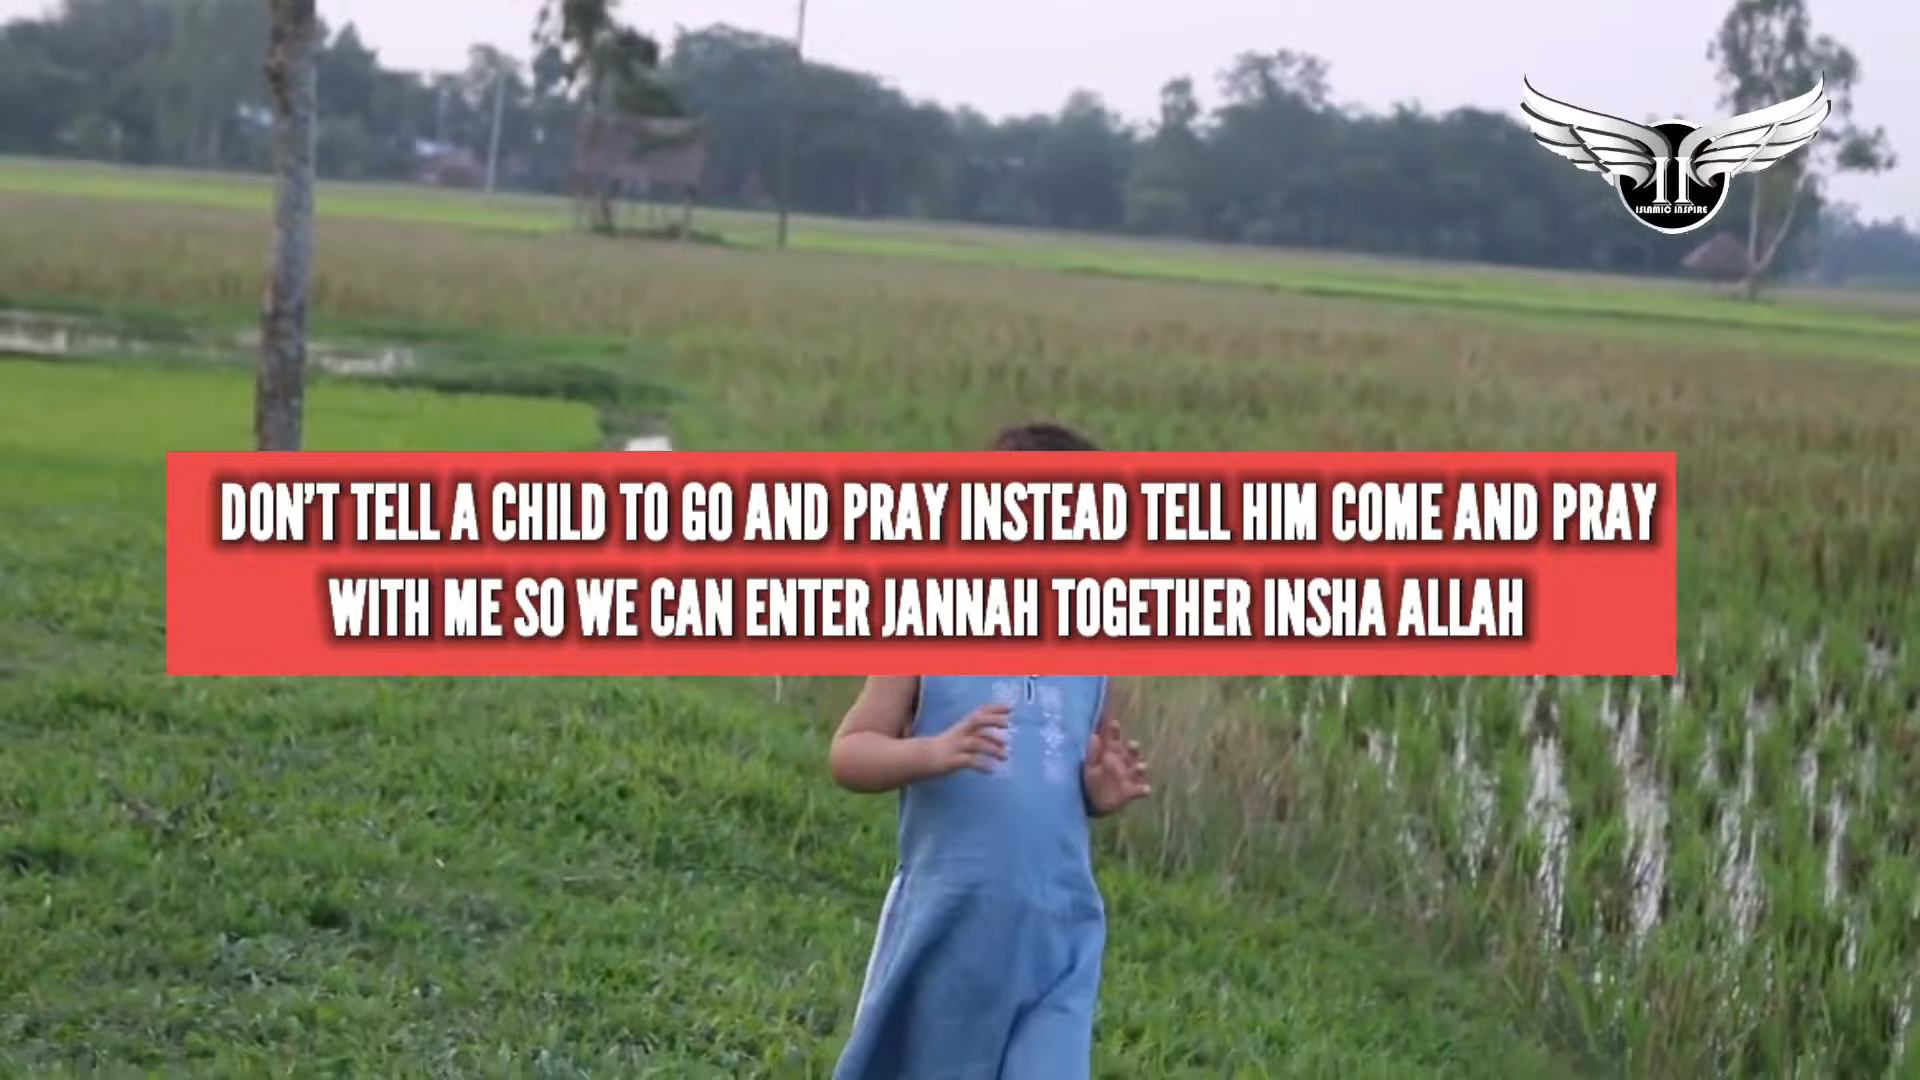 II
ISLAMIC INSPIRE
DON'T TELL A CHILD TO GO AND PRAY INSTEAD TELL HIM COME AND PRAY
WITH ME SO WE CAN ENTER JANNAH TOGETHER INSHA ALLAH